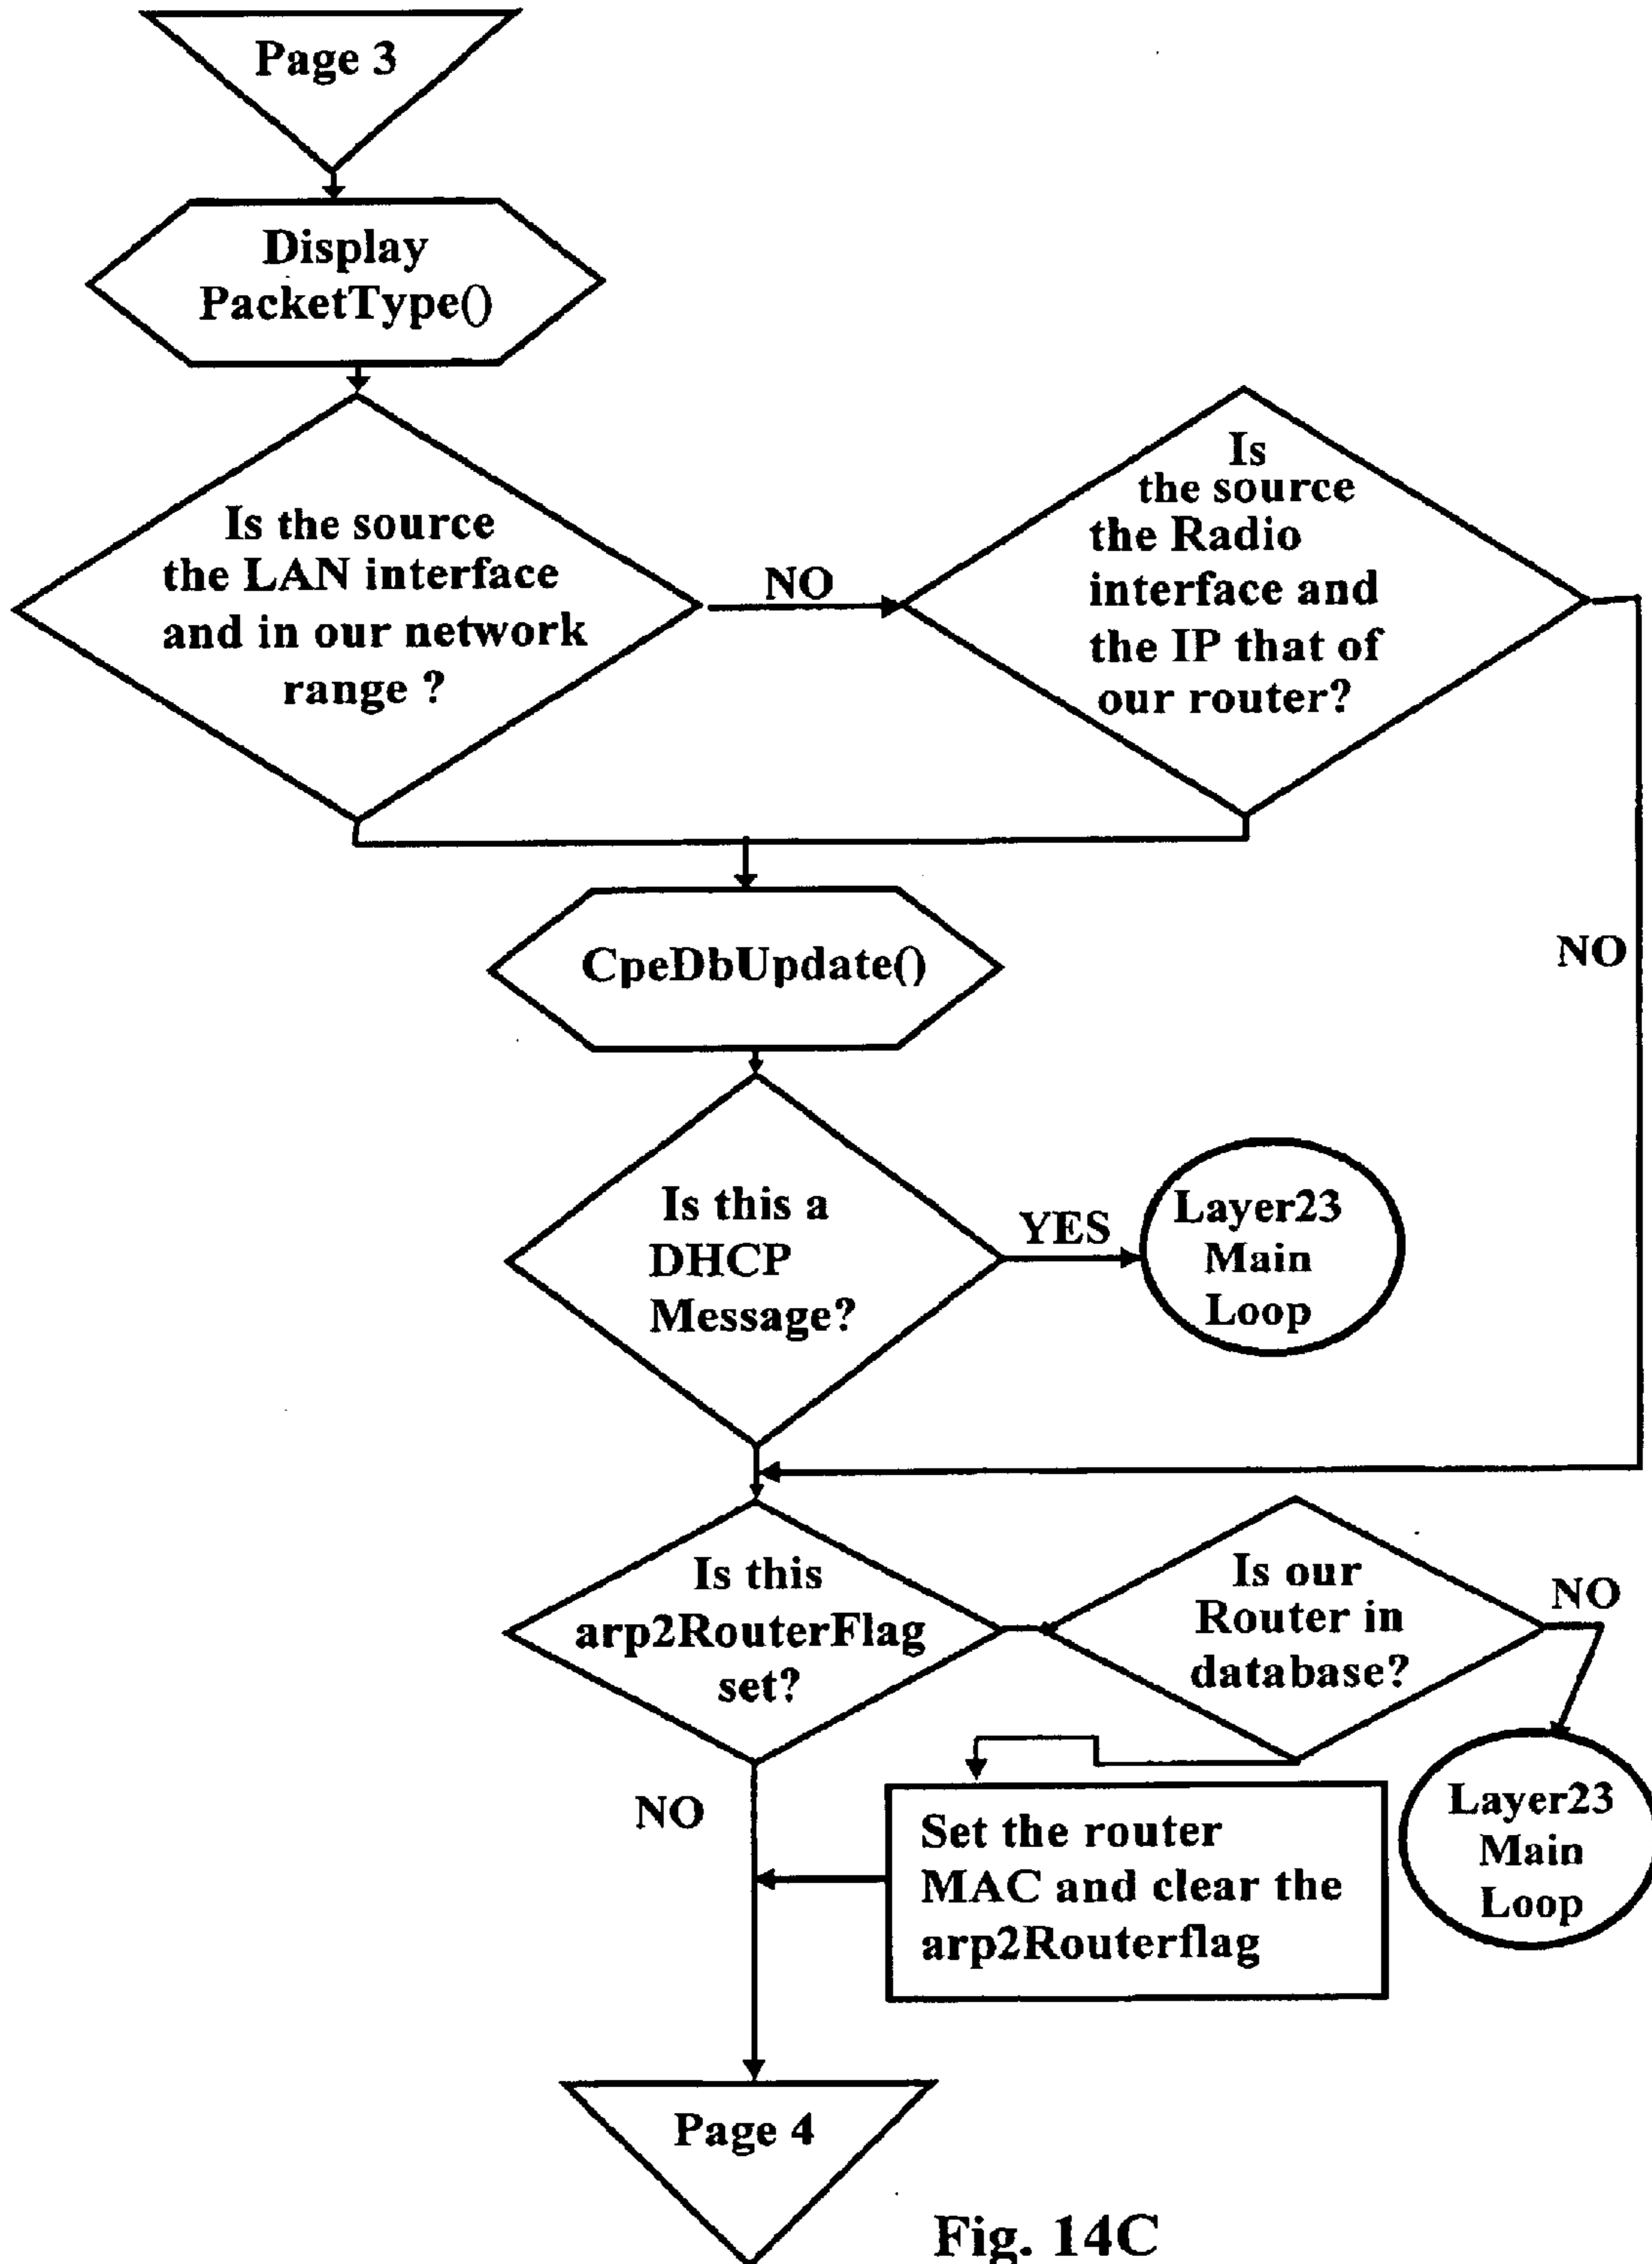 Page 3
Display
PacketType()
Is the source
the LAN interface
and in our network
range ?
NO
Is
the source
the Radio
interface and
the IP that of
our router?
NO
CpeDbUpdate()
Is this a
DHCP
Message?
YES
Layer23
Main
Loop
Is this
arp2RouterFlag
set?
Is our
Router in
database?
NO
Layer23
Main
Loop
NO
Set the router
MAC and clear the
arp2Routerflag
Page 4
Fig. 14C